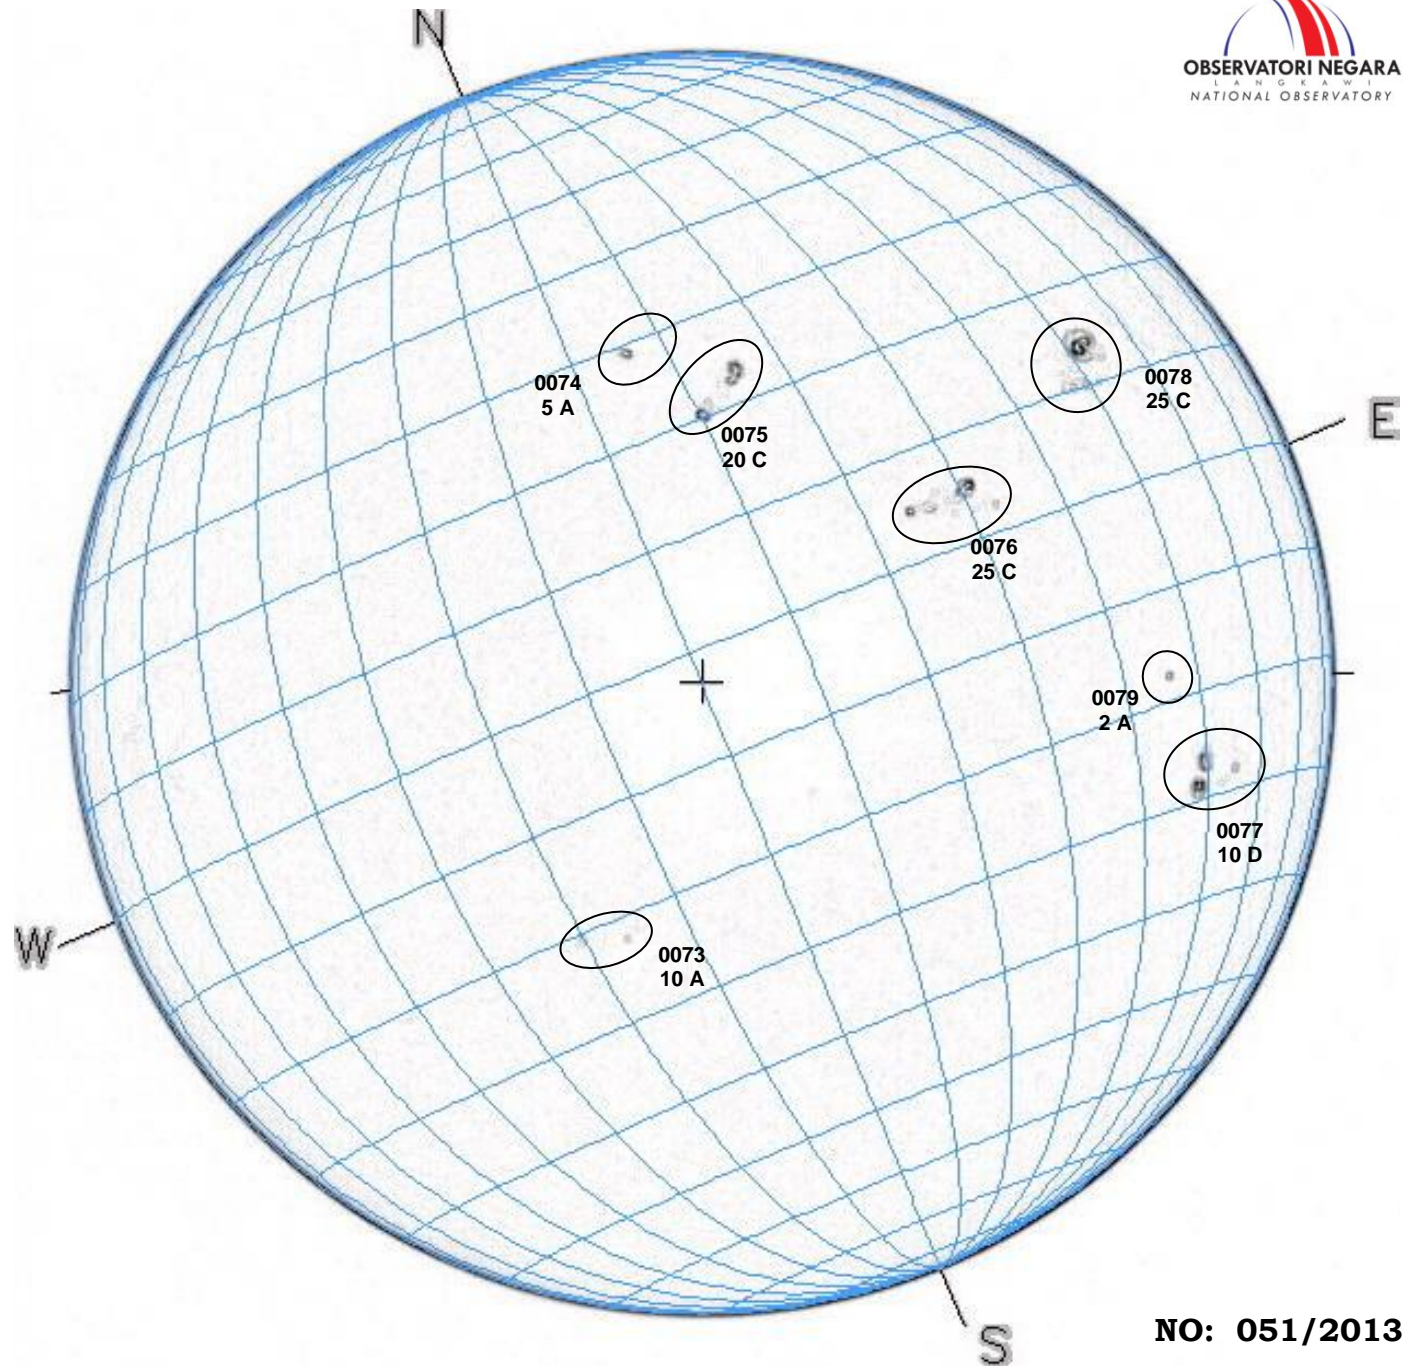 N
OBSERVATORI NEGARA
LANGKAWI
NATIONAL OBSERVATORY
0074
5 A
0078
25 C
E
0075
20 C
0076
25 C
0079
2 A
0077
10 D
W
0073
10 A
S
NO: 051/2013